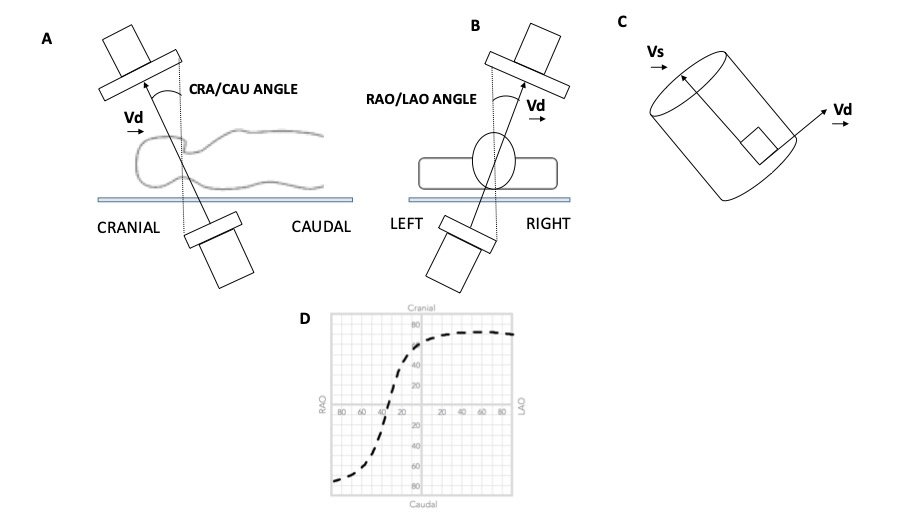 A
B
C
CRA/CAU ANGLE
Vd
RAO/LAO ANGLE
Vd
Vs
Vd
CRANIAL
CAUDAL
LEFT
RIGHT
D
Cranial
80
60
40
20
RAO
80 60 40 20
20 40 60 80
LAO
20
40
60
80
Caudal